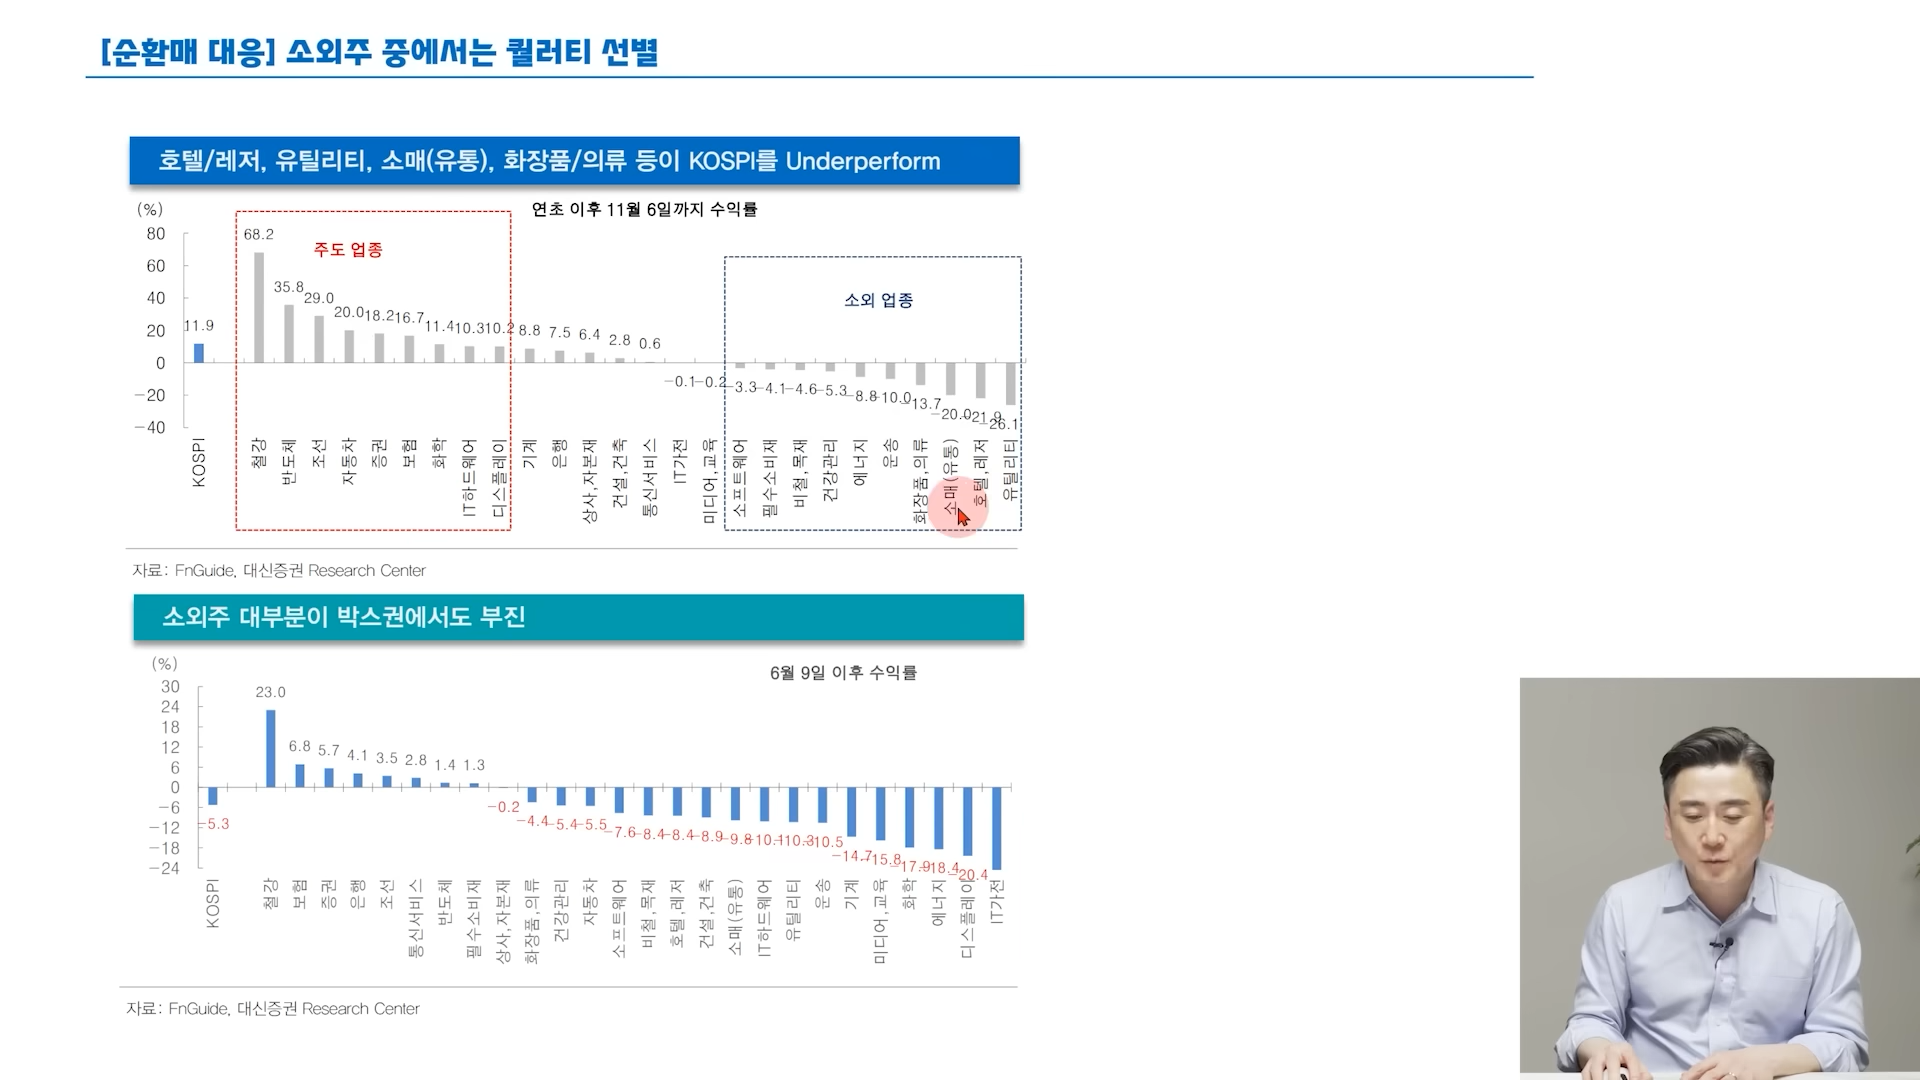 [순환매 대응] 소외주 중에서는 퀄러티 선별
호텔/레저, 유틸리티, 소매(유통), 화장품/의류 등이 KOSPI를 Underperform
(%)
연초 이후 11월 6일까지 수익률
주도 업종
소외 업종
80
60
40
20
0
-20
-40
11.9
68.2
35.8
29.0
20.0
18.2
16.7
11.4
10.3
10.2
8.8
7.5
6.4
2.8
0.6
-0.1
-0.2
-3.3
-4.1
-4.6
-5.3
-8.8
-10.0
-13.7
-20.0
-21.9
-26.1
KOSPI
철강
반도체
조선
자동차
증권
보험
화학
IT하드웨어
디스플레이
기계
은행
상사,자본재
건설,건축
통신서비스
IT가전
미디어,교육
소프트웨어
필수소비재
비철,목재
건강관리
에너지
운송
화장품,의류
소매(유통)
호텔,레저
유틸리티
자료: FnGuide, 대신증권 Research Center
소외주 대부분이 박스권에서도 부진
(%)
6월 9일 이후 수익률
30
24
18
12
6
0
-6
-12
-18
-24
-5.3
23.0
6.8
5.7
4.1
3.5
2.8
1.4
1.3
-0.2
-4.4
-5.4
-5.5
-7.6
-8.4
-8.4
-8.9
-9.8
-10.1
-10.3
-10.5
-14.7
-15.8
-17.9
-18.4
-20.4
KOSPI
철강
보험
증권
은행
조선
통신서비스
반도체
필수소비재
상사,자본재
화장품,의류
건강관리
자동차
소프트웨어
비철,목재
호텔,레저
건설,건축
소매(유통)
IT하드웨어
유틸리티
운송
기계
미디어,교육
화학
에너지
디스플레이
IT가전
자료: FnGuide, 대신증권 Research Center